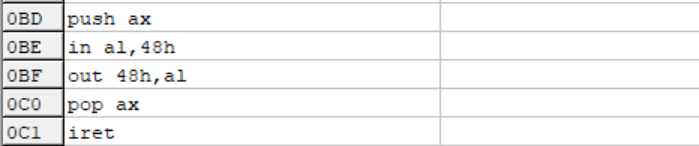 0BD push ax
0BE in al,48h
0BF out 48h,al
0C0 pop ax
0C1 iret